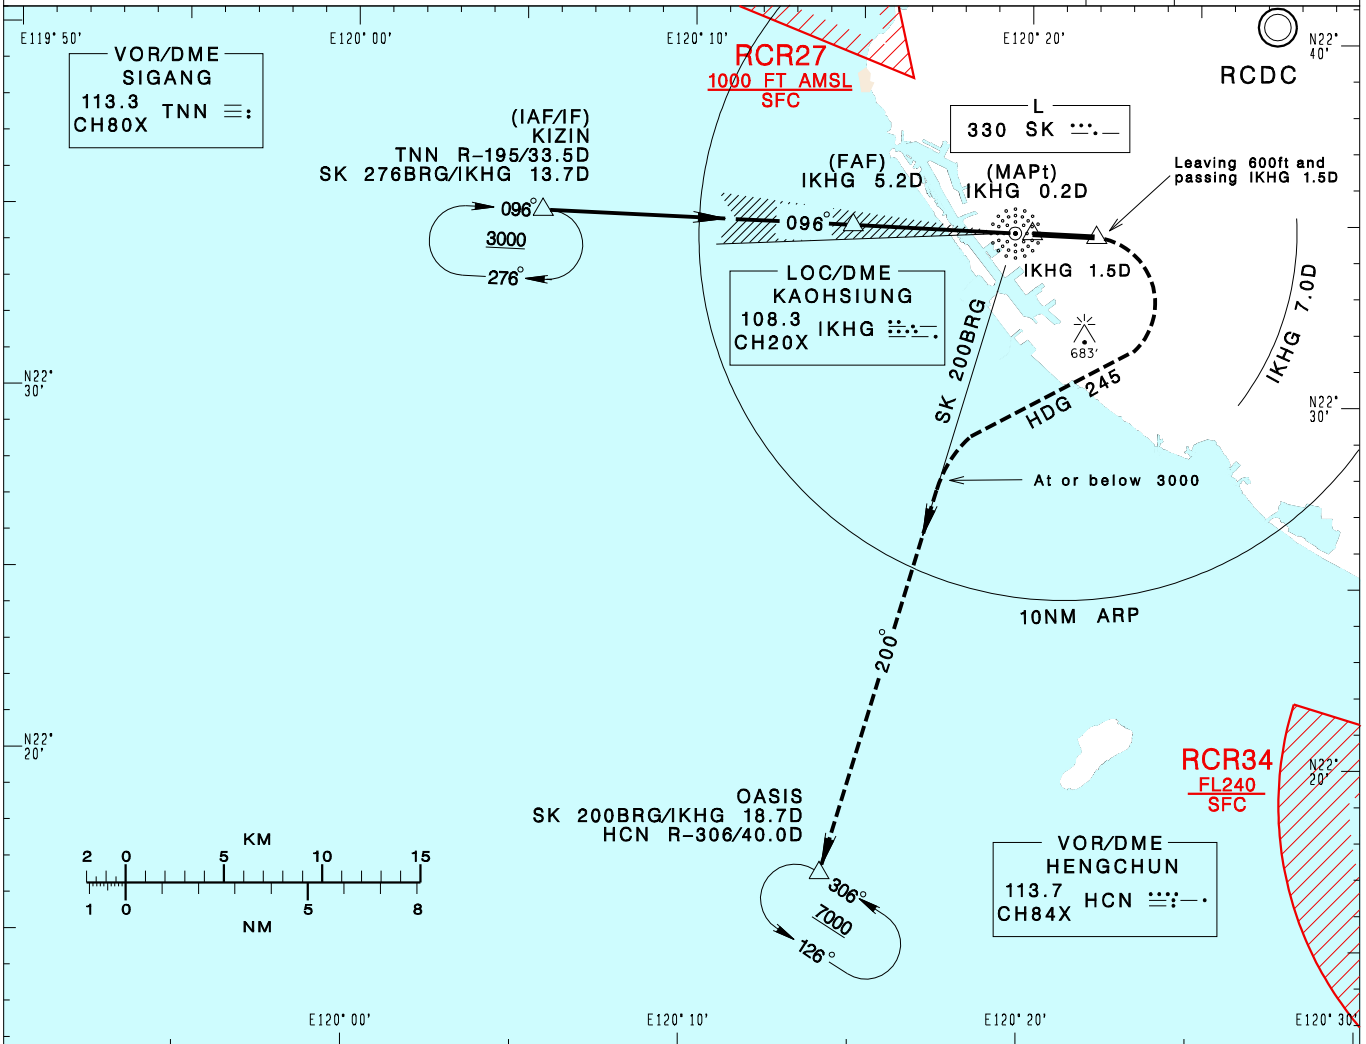 E119°50'
E120°00'
E120°10'
E120°20'
N22°
40'
VOR/DME
SIGANG
113.3
CH80X
TNN
RCR27
1000 FT AMSL
SFC
RCDC
L
330 SK
(IAF/IF)
KIZIN
TNN R-195/33.5D
SK 276BRG/IKHG 13.7D
(FAF)
IKHG 5.2D
(MAPt)
IKHG 0.2D
Leaving 600ft and
passing IKHG 1.5D
096°
3000
276°
096°
IKHG 1.5D
LOC/DME
KAOHSIUNG
108.3
CH20X
IKHG
SK 200BRG
683'
IKHG 7.0D
HDG 245
N22°
30'
N22°
30'
At or below 3000
10NM ARP
200°
N22°
20'
RCR34
FL240
SFC
N22°
20'
OASIS
SK 200BRG/IKHG 18.7D
HCN R-306/40.0D
306°
7000
126°
KM
2 0 5 10 15
1 0 5 8
NM
VOR/DME
HENGCHUN
113.7
CH84X
HCN
E120°00'
E120°10'
E120°20'
E120°30'